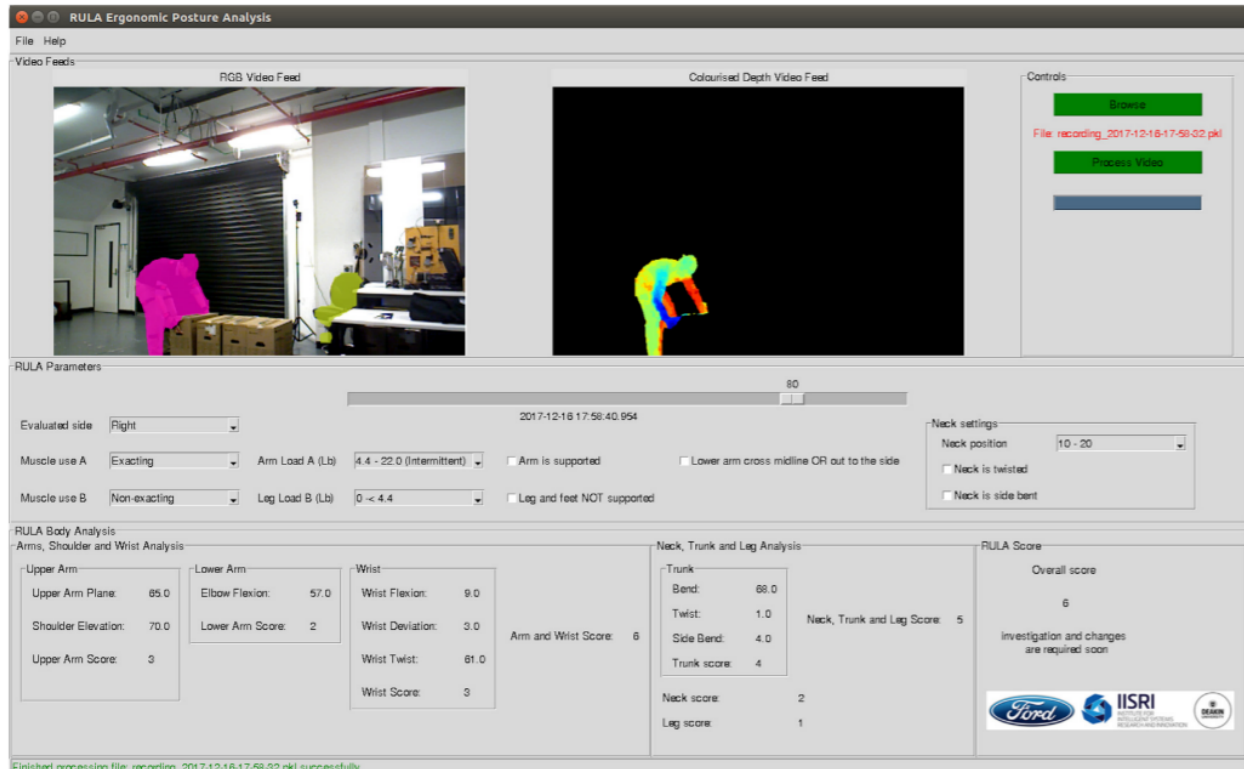 RULA Ergonomic Posture Analysis
File Help
Video Feeds
RGB Video Feed
Colourised Depth Video Feed
Controls
Browse
File: recording_2017-12-16-17-58-32.pkl
Process Video
RULA Parameters
80
2017-12-16 17:58:40.954
Evaluated side Right
Muscle use A Exacting Arm Load A (Lb) 4.4 - 22.0 (Intermittent) Arm is supported Lower arm cross midline OR out to the side
Muscle use B Non-exacting Leg Load B (Lb) 0 -< 4.4 Leg and feet NOT supported
Neck settings
Neck position 10 - 20
Neck is twisted
Neck is side bent
RULA Body Analysis
Arms, Shoulder and Wrist Analysis
Upper Arm
Upper Arm Plane: 65.0
Shoulder Elevation: 70.0
Upper Arm Score: 3
Lower Arm
Elbow Flexion: 57.0
Lower Arm Score: 2
Wrist
Wrist Flexion: 9.0
Wrist Deviation: 3.0
Wrist Twist: 61.0
Wrist Score: 3
Arm and Wrist Score: 6
Neck, Trunk and Leg Analysis
Trunk
Bend: 68.0
Twist: 1.0
Side Bend: 4.0
Trunk score: 4
Neck, Trunk and Leg Score: 5
Neck score: 2
Leg score: 1
RULA Score
Overall score
6
investigation and changes
are required soon
Ford
IISRI
INSTITUTE FOR
INTELLIGENT SYSTEMS
RESEARCH AND INNOVATION
DEAKIN
UNIVERSITY
Finished processing file: recording_2017-12-16-17-58-32.pkl successfully